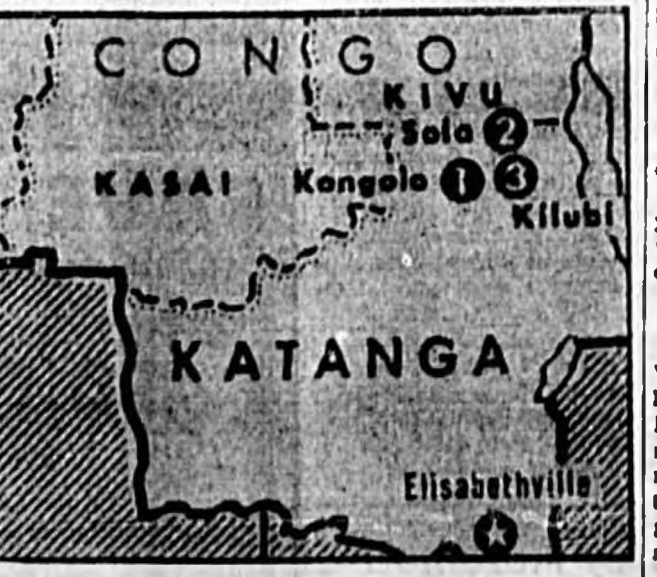 CONGO
KIVU
Sola 2
KASAI
Kongolo 1 3
Kilubi
KATANGA
Elisabethville